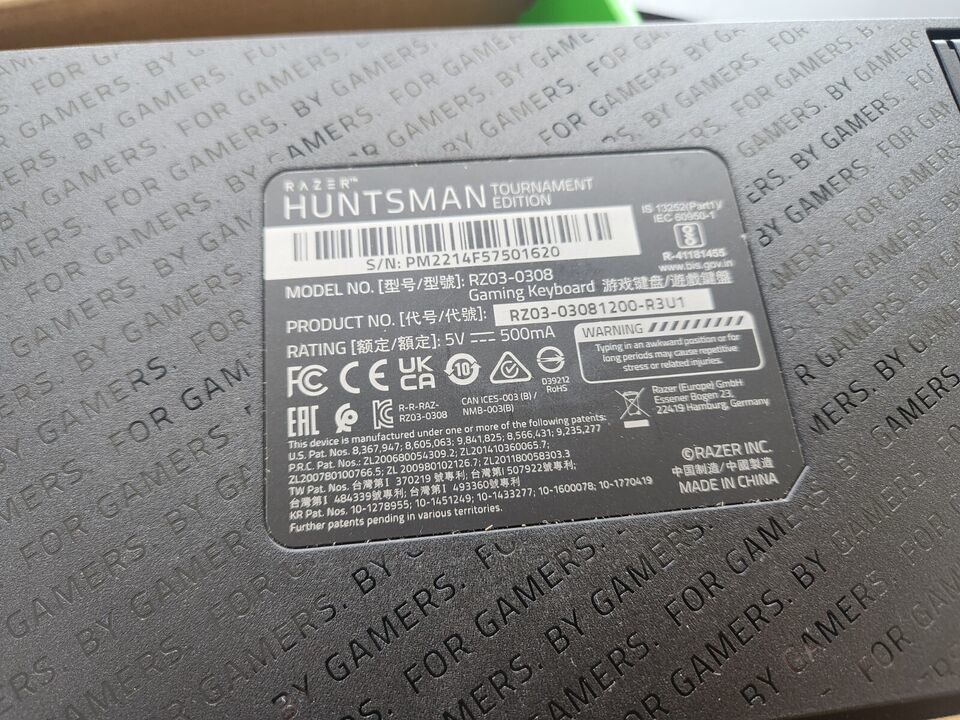 RAZER™
HUNTSMAN TOURNAMENT EDITION
S/N: PM2214F57501620
MODEL NO. [型号/型號]: RZ03-0308
Gaming Keyboard 游戏键盘/遊戲鍵盤
PRODUCT NO. [代号/代號]: RZ03-03081200-R3U1
RATING [额定/額定]: 5V 500mA
IS 13252(Part1)/
IEC 60950-1
R-41181455
www.bis.gov.in
WARNING
Typing in an awkward position or for
long periods may cause repetitive
stress or related injuries.
FC CE UK CA 10
D39212
RoHS
EAC
R-R-RAZ-
RZ03-0308
CAN ICES-003 (B) /
NMB-003(B)
Razer (Europe) GmbH
Essener Bogen 23,
22419 Hamburg, Germany
This device is manufactured under one or more of the following patents:
U.S. Pat. Nos. 8,367,947; 8,605,063; 9,841,825; 8,566,431; 9,235,277
P.R.C. Pat. Nos. ZL200680054309.2; ZL201410360065.7;
ZL200780100766.5; ZL 200980102126.7; ZL201180058303.3
TW Pat. Nos. 台灣第I 370219 號專利; 台灣第I 507922號專利;
台灣第I 484339號專利; 台灣第I 493360號專利;
KR Pat. Nos. 10-1278955; 10-1451249; 10-1433277; 10-1600078; 10-1770419
Further patents pending in various territories.
©RAZER INC.
中国制造/中國製造
MADE IN CHINA
FOR GAMERS. BY GAMERS.